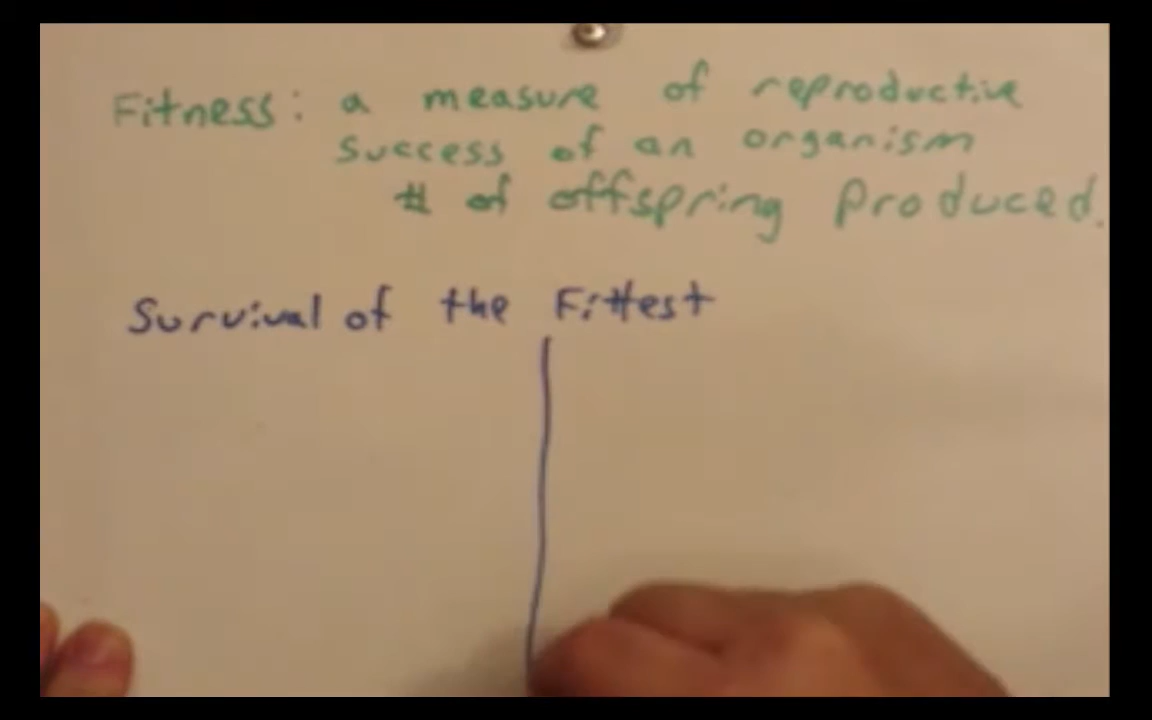 Fitness: a measure of reproductive
success of an organism
# of offspring produced.
Survival of the Fittest